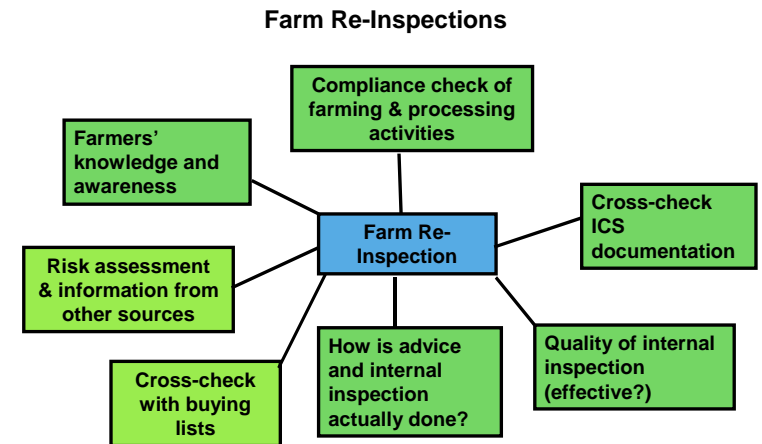 Farm Re-Inspections
Compliance check of
farming & processing
activities
Farmers'
knowledge and
awareness
Cross-check
ICS
documentation
Farm Re-
Inspection
Risk assessment
& information from
other sources
How is advice
and internal
inspection
actually done?
Quality of internal
inspection
(effective?)
Cross-check
with buying
lists